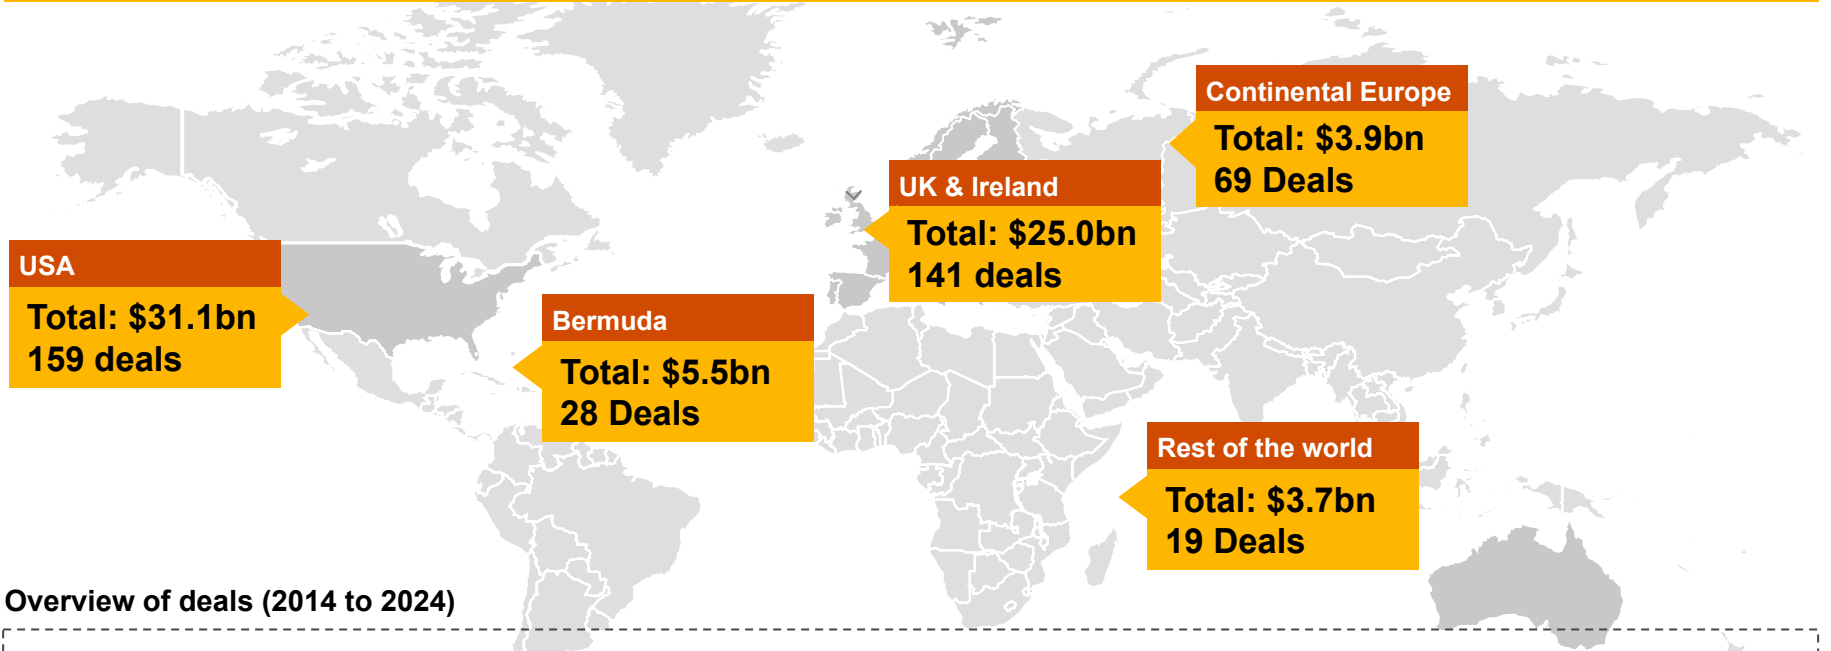 Continental Europe
Total: $3.9bn
69 Deals
UK & Ireland
Total: $25.0bn
141 deals
USA
Total: $31.1bn
159 deals
Bermuda
Total: $5.5bn
28 Deals
Rest of the world
Total: $3.7bn
19 Deals
Overview of deals (2014 to 2024)